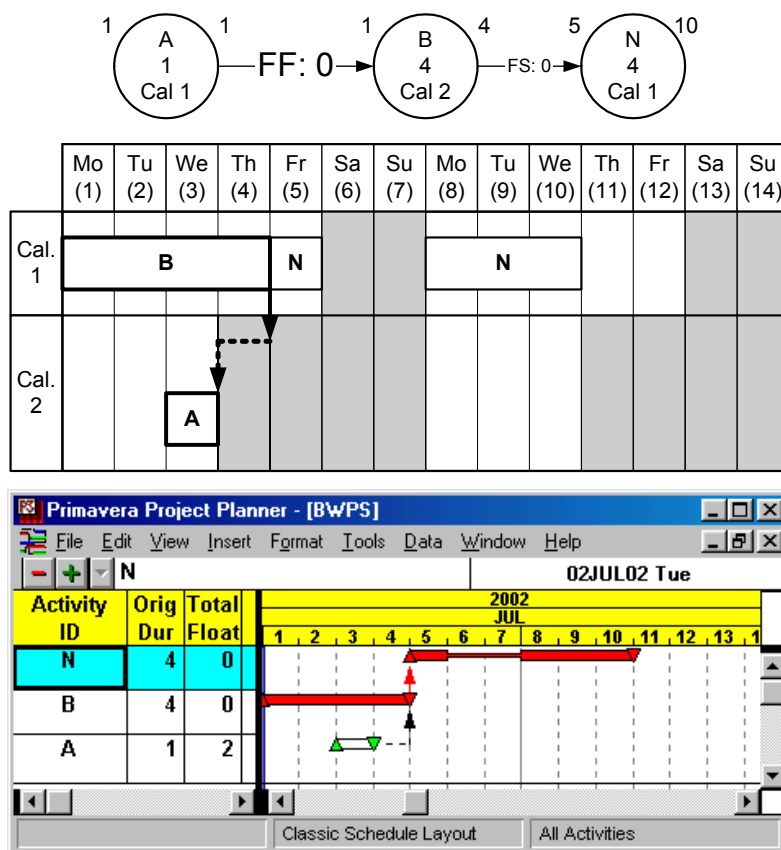 1 A 1 1 B 4 5 N 10
1 FF: 0 4 FS: 0 4
Cal 1 Cal 2 Cal 1
Mo Tu We Th Fr Sa Su Mo Tu We Th Fr Sa Su
(1) (2) (3) (4) (5) (6) (7) (8) (9) (10) (11) (12) (13) (14)
Cal. 1 B N N
Cal. 2 A
Primavera Project Planner - [BWPS]
File Edit View Insert Format Tools Data Window Help
N 02JUL02 Tue
Activity ID Orig Dur Total Float
2002
JUL
1 2 3 4 5 6 7 8 9 10 11 12 13 1
N 4 0
B 4 0
A 1 2
Classic Schedule Layout All Activities